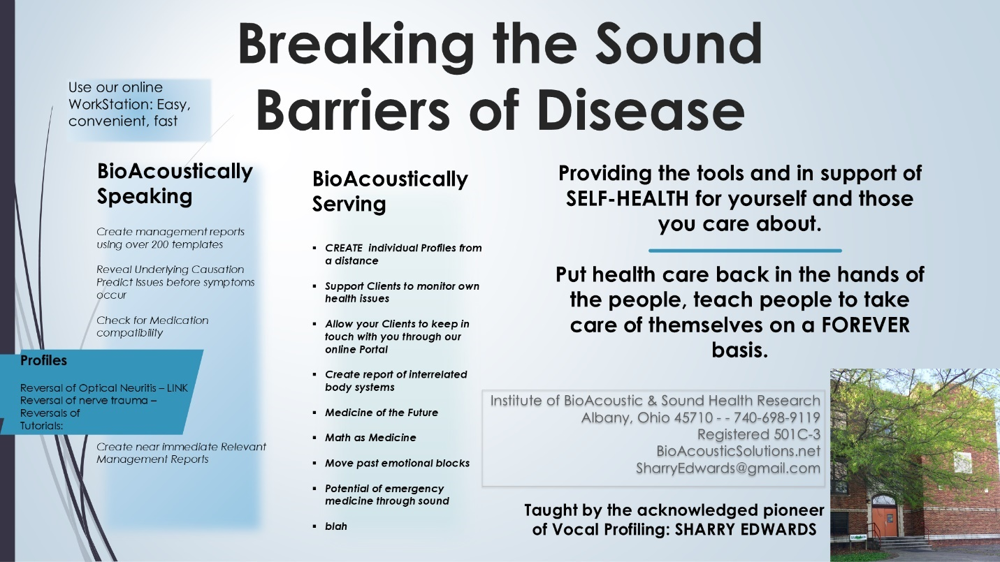 Breaking the Sound
Barriers of Disease
Use our online
WorkStation: Easy,
convenient, fast
BioAcoustically
Speaking
Create management reports
using over 200 templates
Reveal Underlying Causation
Predict Issues before symptoms
occur
Check for Medication
compatibility
Profiles
Reversal of Optical Neuritis – LINK
Reversal of nerve trauma –
Reversals of
Tutorials:
Create near immediate Relevant
Management Reports
BioAcoustically
Serving
▪ CREATE individual Profiles from
a distance
▪ Support Clients to monitor own
health issues
▪ Allow your Clients to keep in
touch with you through our
online Portal
▪ Create report of interrelated
body systems
▪ Medicine of the Future
▪ Math as Medicine
▪ Move past emotional blocks
▪ Potential of emergency
medicine through sound
▪ blah
Providing the tools and in support of
SELF-HEALTH for yourself and those
you care about.
Put health care back in the hands of
the people, teach people to take
care of themselves on a FOREVER
basis.
Institute of BioAcoustic & Sound Health Research
Albany, Ohio 45710 - - 740-698-9119
Registered 501C-3
BioAcousticSolutions.net
SharryEdwards@gmail.com
Taught by the acknowledged pioneer
of Vocal Profiling: SHARRY EDWARDS